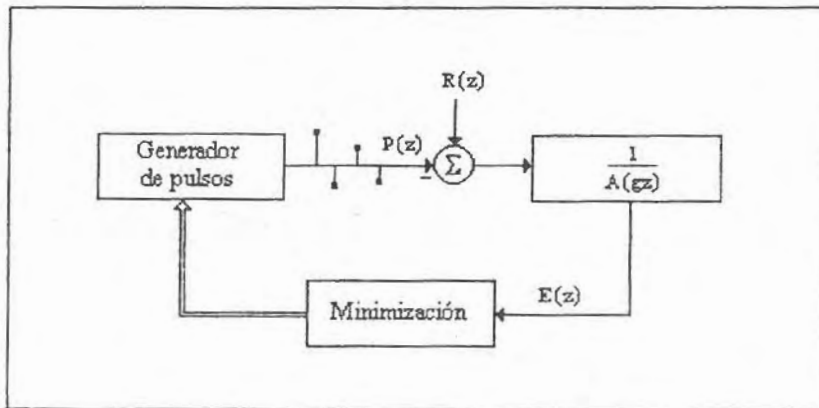 R(z)
Generador
de pulsos
P(z)
−
Σ
1
A(gz)
Minimización
E(z)